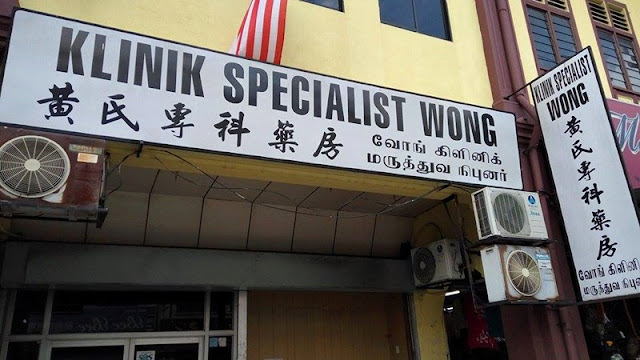 KLINIK SPECIALIST WONG
黃氏專科藥房
வோங் கிளினிக்
மருத்துவ நிபுனர்
KLINIK SPECIALIST
WONG
黃氏專科藥房
வோங் கிளினிக்
மருத்துவ நிபுனர்